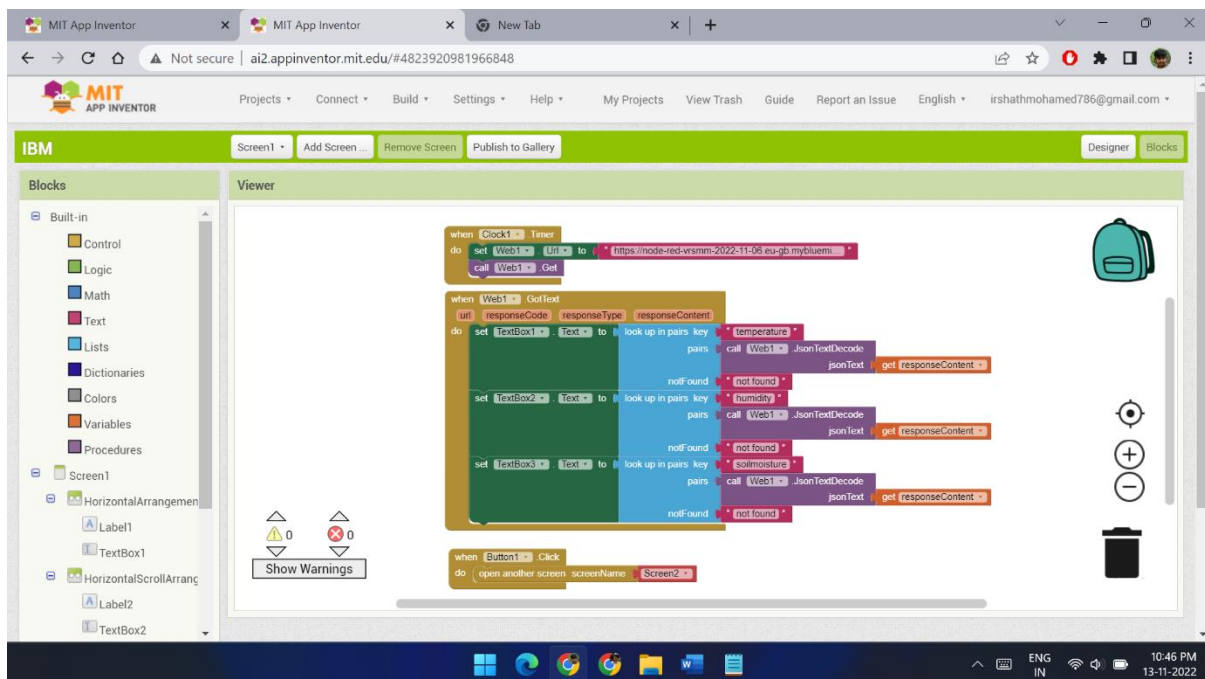 MIT App Inventor
MIT App Inventor
New Tab
Not secure | ai2.appinventor.mit.edu/#4823920981966848
MIT APP INVENTOR
Projects Connect Build Settings Help My Projects View Trash Guide Report an Issue English irshathmohamed786@gmail.com
IBM Screen1 Add Screen ... Remove Screen Publish to Gallery Designer Blocks
Blocks
Viewer
Built-in
Control
Logic
Math
Text
Lists
Dictionaries
Colors
Variables
Procedures
Screen1
HorizontalArrangemen
Label1
TextBox1
HorizontalScrollArrang
Label2
TextBox2
when Clock1 .Timer
do set Web1 . Url to " https://node-red-vrsmm-2022-11-06.eu-gb.mybluemi... "
call Web1 .Get
when Web1 .GotText
url responseCode responseType responseContent
do set TextBox1 . Text to look up in pairs key " temperature "
pairs call Web1 .JsonTextDecode
jsonText get responseContent
notFound " not found "
set TextBox2 . Text to look up in pairs key " humidity "
pairs call Web1 .JsonTextDecode
jsonText get responseContent
notFound " not found "
set TextBox3 . Text to look up in pairs key " soilmoisture "
pairs call Web1 .JsonTextDecode
jsonText get responseContent
notFound " not found "
when Button1 .Click
do open another screen screenName Screen2
0 0
Show Warnings
ENG
IN
10:46 PM
13-11-2022